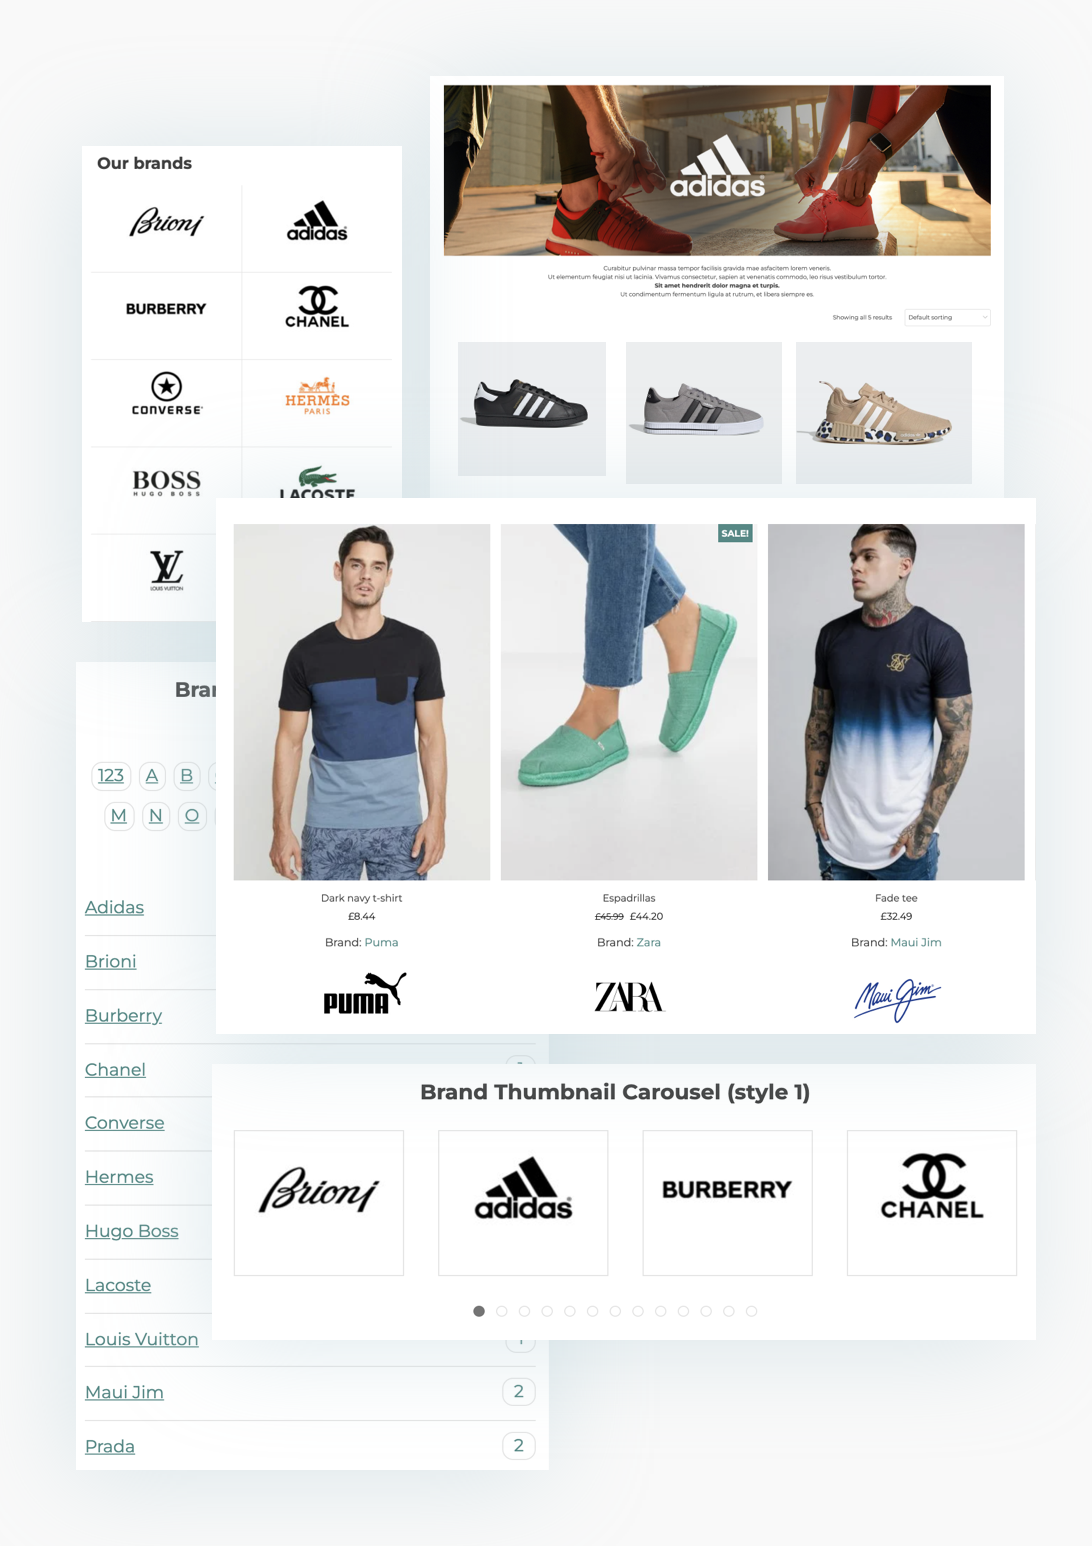 Our brands
Brioni
adidas
BURBERRY
CHANEL
CONVERSE
HERMÈS
PARIS
BOSS
HUGO BOSS
LACOSTE
LV
LOUIS VUITTON
adidas
Curabitur pulvinar massa tempor facilisis gravida mae asfacitem lorem veneris.
Ut elementum feugiat nisi ut lacinia. Vivamus consectetur, sapien at venenatis commodo, leo risus vestibulum tortor.
Sit amet hendrerit dolor magna et turpis.
Ut condimentum fermentum ligula at rutrum, et libera siempre es.
Showing all 5 results
Default sorting
SALE!
Dark navy t-shirt
£8.44
Brand: Puma
PUMA
Espadrillas
£45.99 £44.20
Brand: Zara
ZARA
Fade tee
£32.49
Brand: Maui Jim
Maui Jim
123 A B
M N O
Adidas
Brioni
Burberry
Chanel
Converse
Hermes
Hugo Boss
Lacoste
Louis Vuitton
Maui Jim 2
Prada 2
Brand Thumbnail Carousel (style 1)
Brioni
adidas
BURBERRY
CHANEL